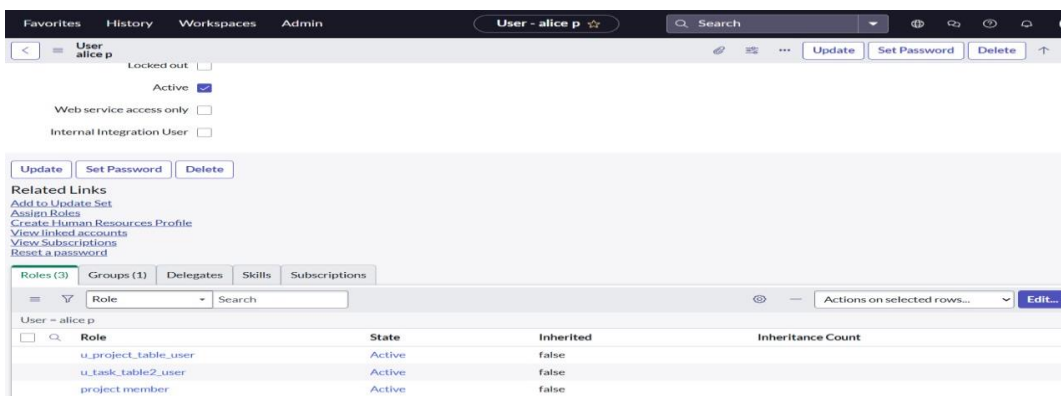 Favorites History Workspaces Admin User - alice p Search
User
alice p
Update Set Password Delete
Locked out
Active
Web service access only
Internal Integration User
Update Set Password Delete
Related Links
Add to Update Set
Assign Roles
Create Human Resources Profile
View linked accounts
View Subscriptions
Reset a password
Roles (3) Groups (1) Delegates Skills Subscriptions
Role Search Actions on selected rows... Edit...
User = alice p
Role State Inherited Inheritance Count
u_project_table_user Active false
u_task_table2_user Active false
project member Active false